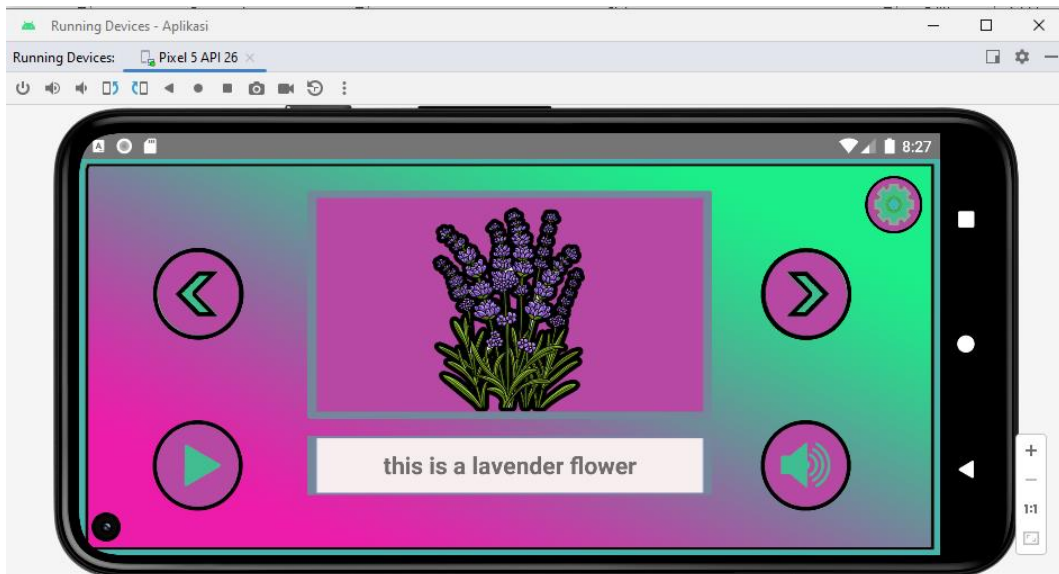 Running Devices - Aplikasi
Running Devices:
Pixel 5 API 26
8:27
this is a lavender flower
1:1